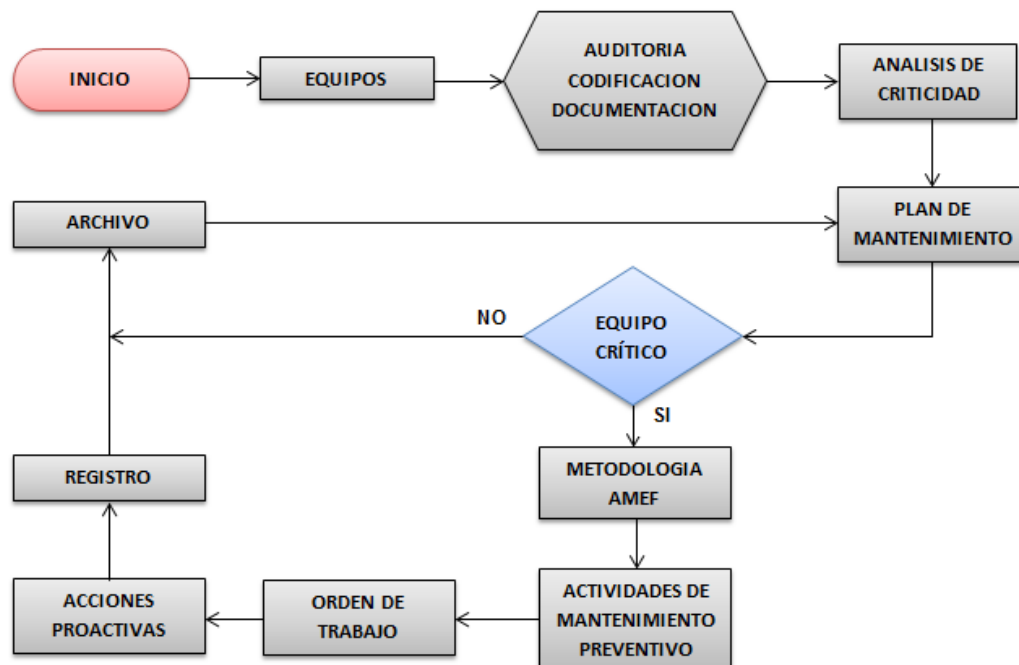 INICIO
EQUIPOS
AUDITORIA
CODIFICACION
DOCUMENTACION
ANALISIS DE
CRITICIDAD
ARCHIVO
PLAN DE
MANTENIMIENTO
NO
EQUIPO
CRÍTICO
SI
REGISTRO
METODOLOGIA
AMEF
ACCIONES
PROACTIVAS
ORDEN DE
TRABAJO
ACTIVIDADES DE
MANTENIMIENTO
PREVENTIVO